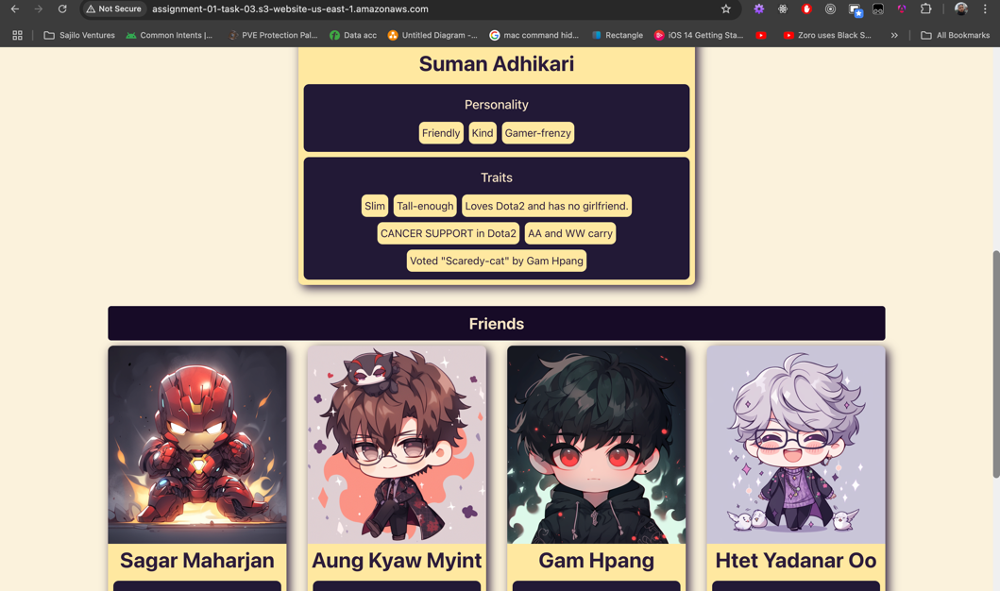 Not Secure assignment-01-task-03.s3-website-us-east-1.amazonaws.com
Sajilo Ventures Common Intents |... PVE Protection Pal... Data acc Untitled Diagram -... mac command hid... Rectangle iOS 14 Getting Sta... Zoro uses Black S... » All Bookmarks
Suman Adhikari
Personality
Friendly Kind Gamer-frenzy
Traits
Slim Tall-enough Loves Dota2 and has no girlfriend.
CANCER SUPPORT in Dota2 AA and WW carry
Voted "Scaredy-cat" by Gam Hpang
Friends
Sagar Maharjan Aung Kyaw Myint Gam Hpang Htet Yadanar Oo